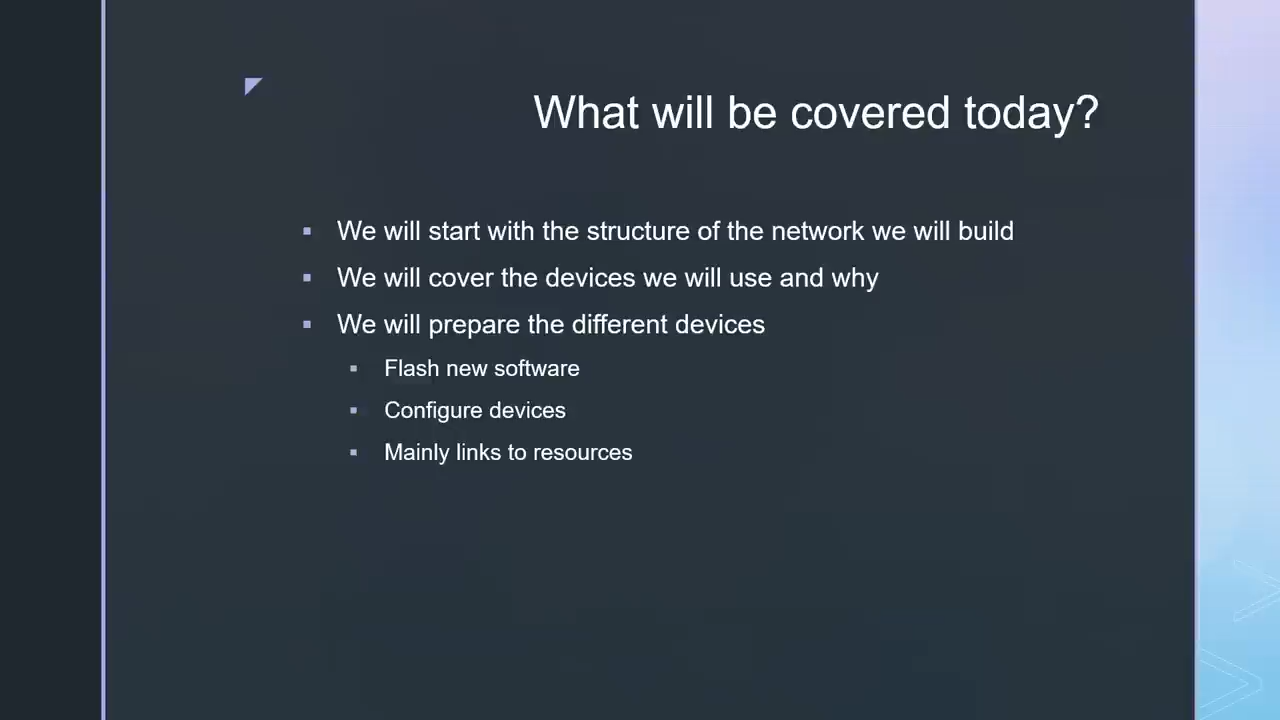 What will be covered today?
We will start with the structure of the network we will build
We will cover the devices we will use and why
We will prepare the different devices
Flash new software
Configure devices
Mainly links to resources